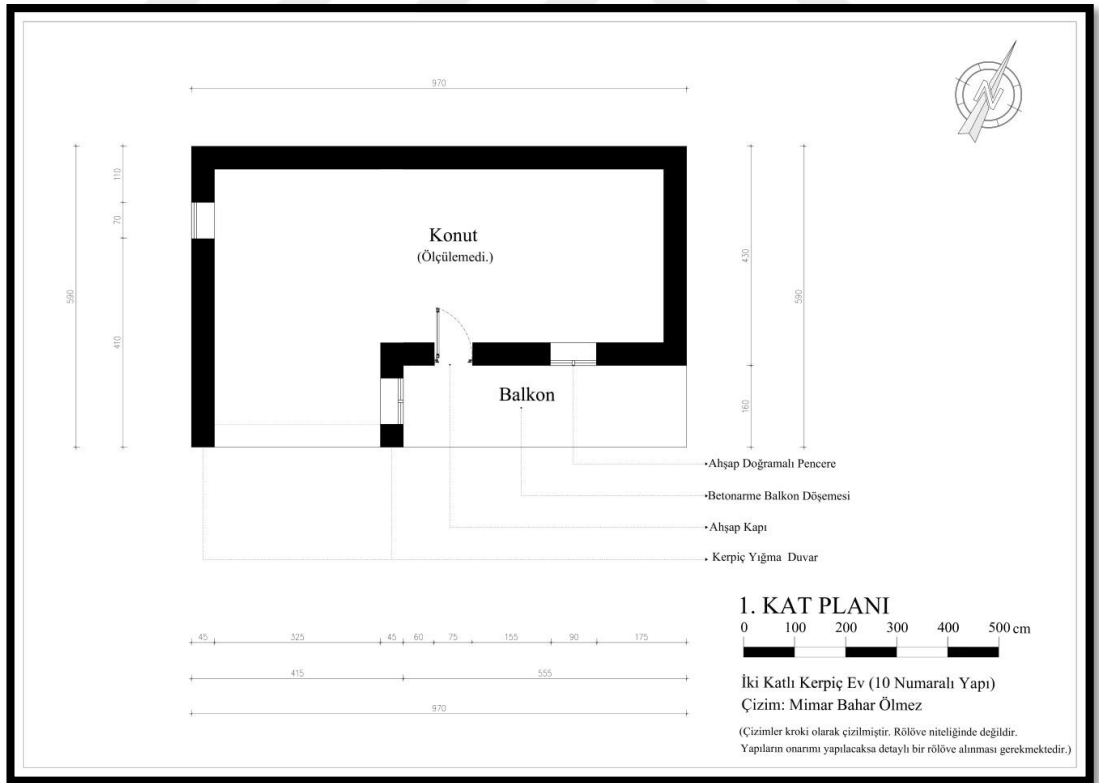 970
N
110
70
410
590
430
160
590
Konut
(Ölçülemedi.)
Balkon
Ahşap Doğramalı Pencere
Betonarme Balkon Döşemesi
Ahşap Kapı
Kerpiç Yığma Duvar
45 325 45 60 75 155 90 175
415 555
970
1. KAT PLANI
0 100 200 300 400 500 cm
İki Katlı Kerpiç Ev (10 Numaralı Yapı)
Çizim: Mimar Bahar Ölmez
(Çizimler kroki olarak çizilmiştir. Rölöve niteliğinde değildir.
Yapıların onarımı yapılacaksa detaylı bir rölöve alınması gerekmektedir.)